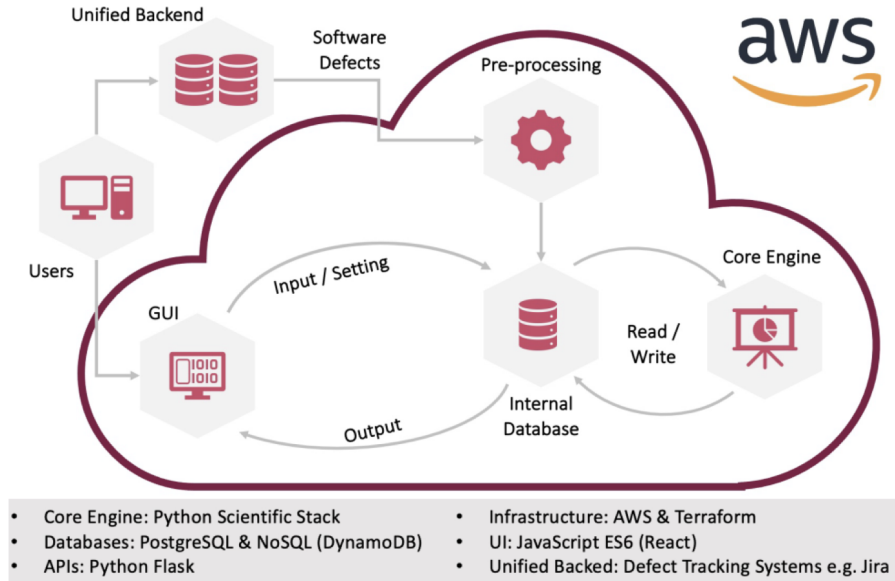 Unified Backend
Software
Defects
Pre-processing
aws
Users
GUI
Input / Setting
Core Engine
1010
1010
Read /
Write
Internal
Database
Output
• Core Engine: Python Scientific Stack
• Databases: PostgreSQL & NoSQL (DynamoDB)
• APIs: Python Flask
• Infrastructure: AWS & Terraform
• UI: JavaScript ES6 (React)
• Unified Backed: Defect Tracking Systems e.g. Jira